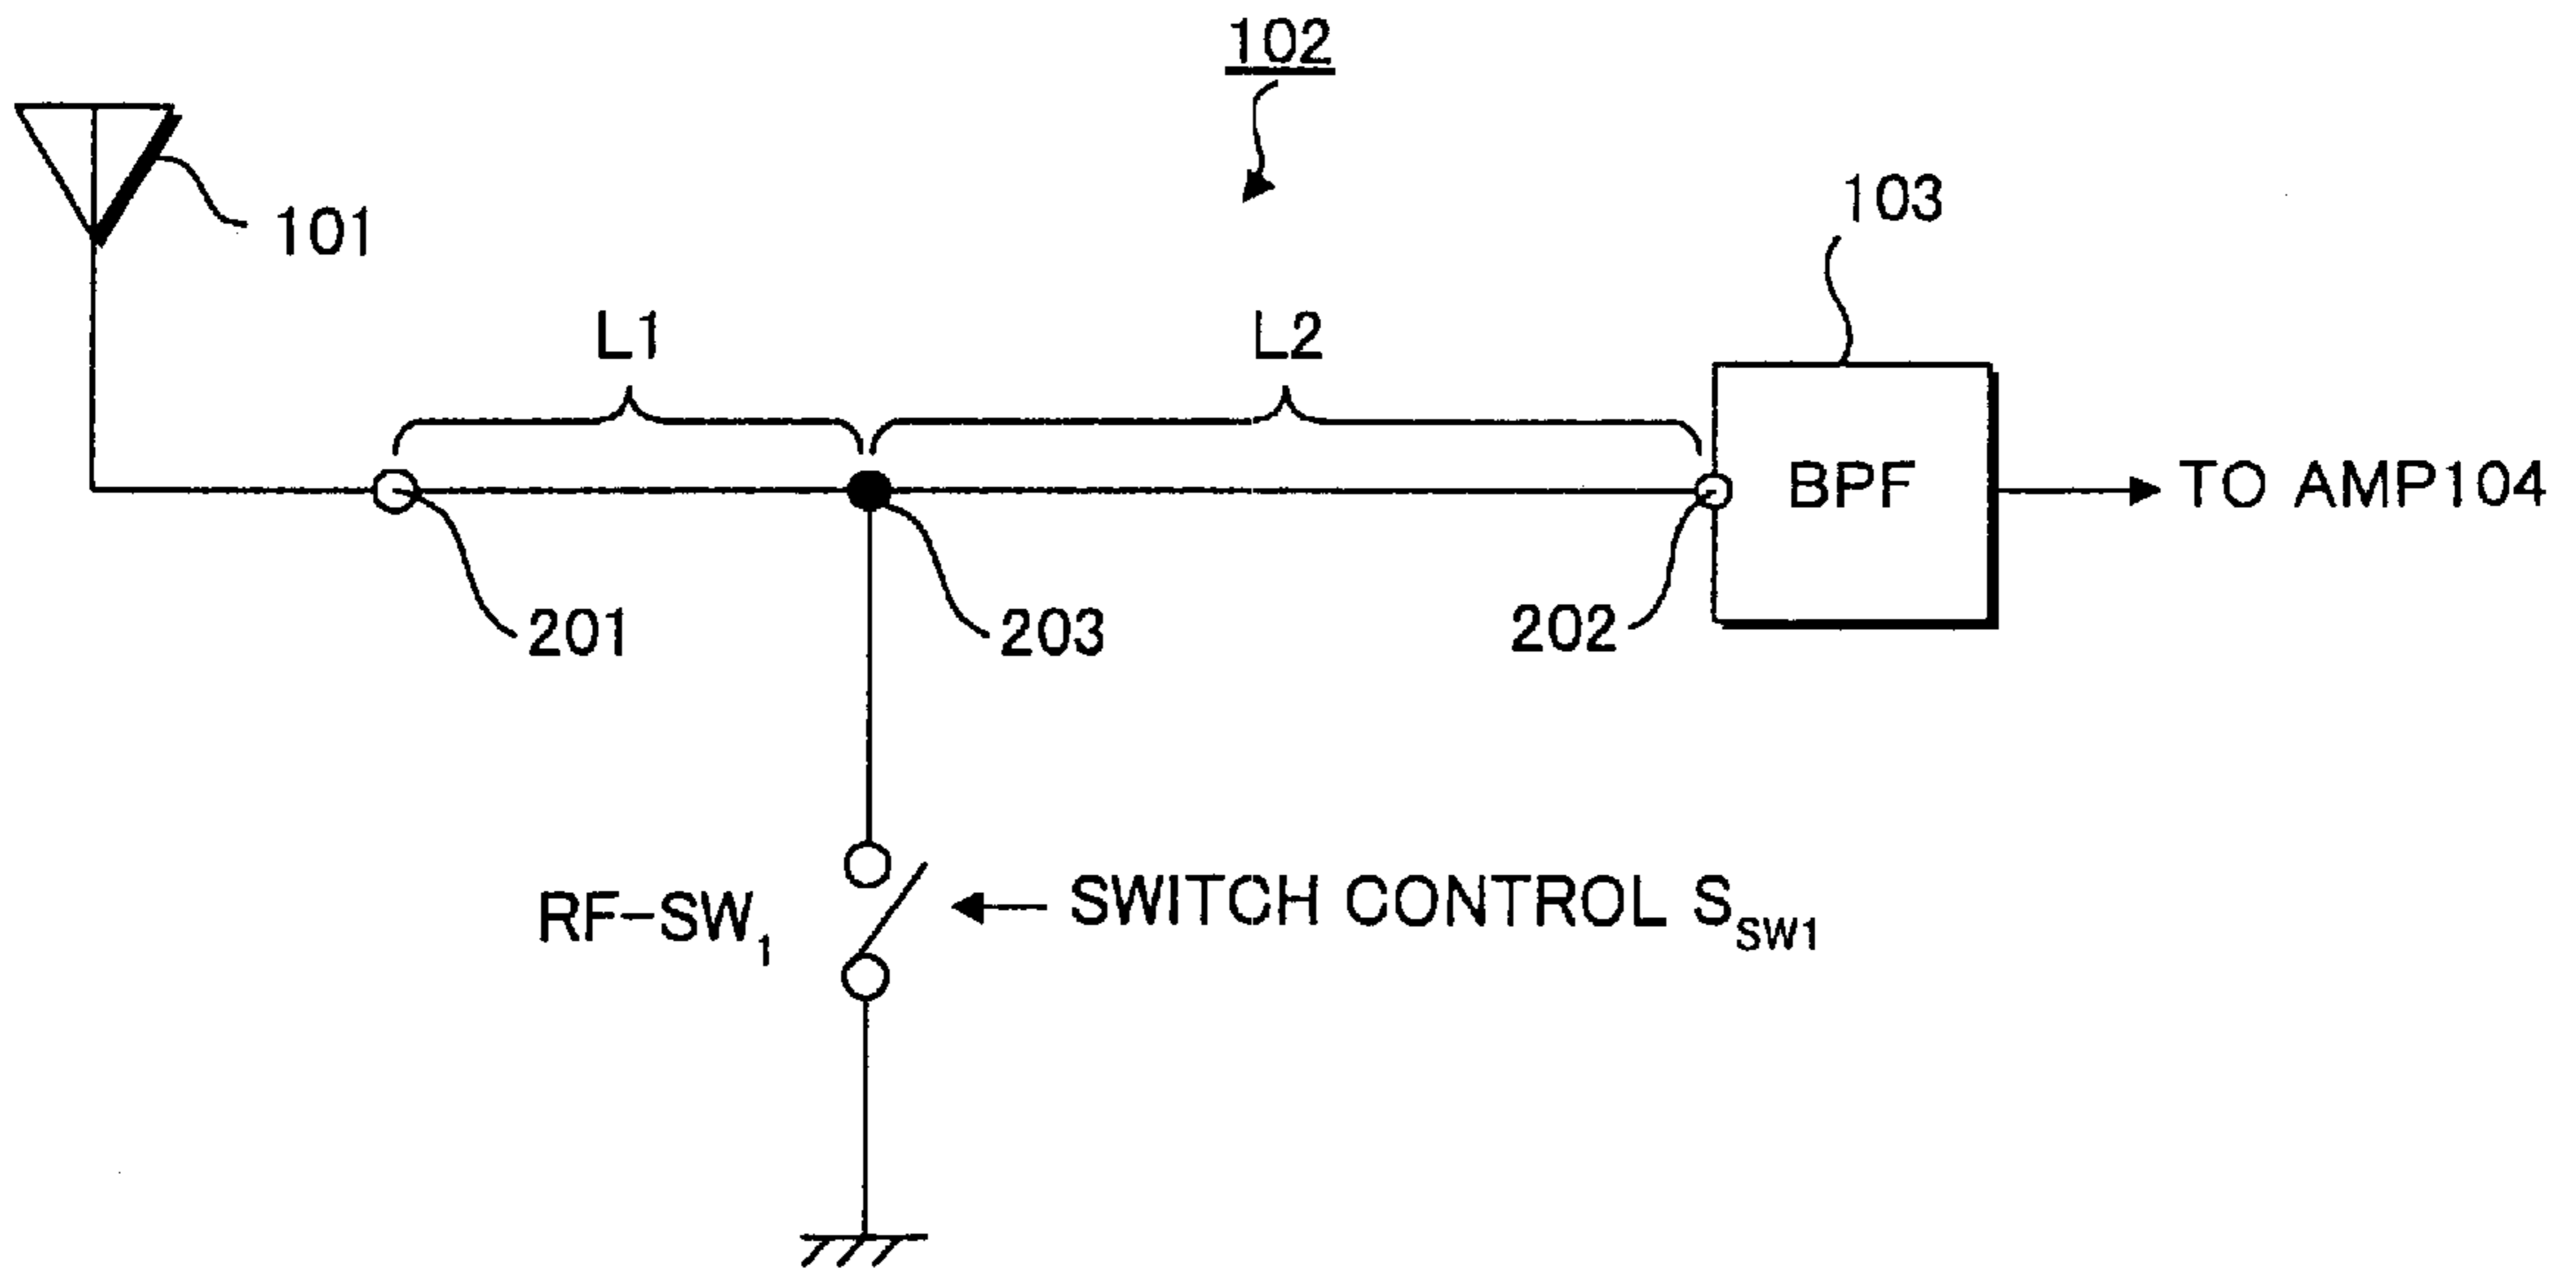 102
103
101
L1
L2
BPF
TO AMP104
201
203
202
RF-SW1
SWITCH CONTROL SSW1